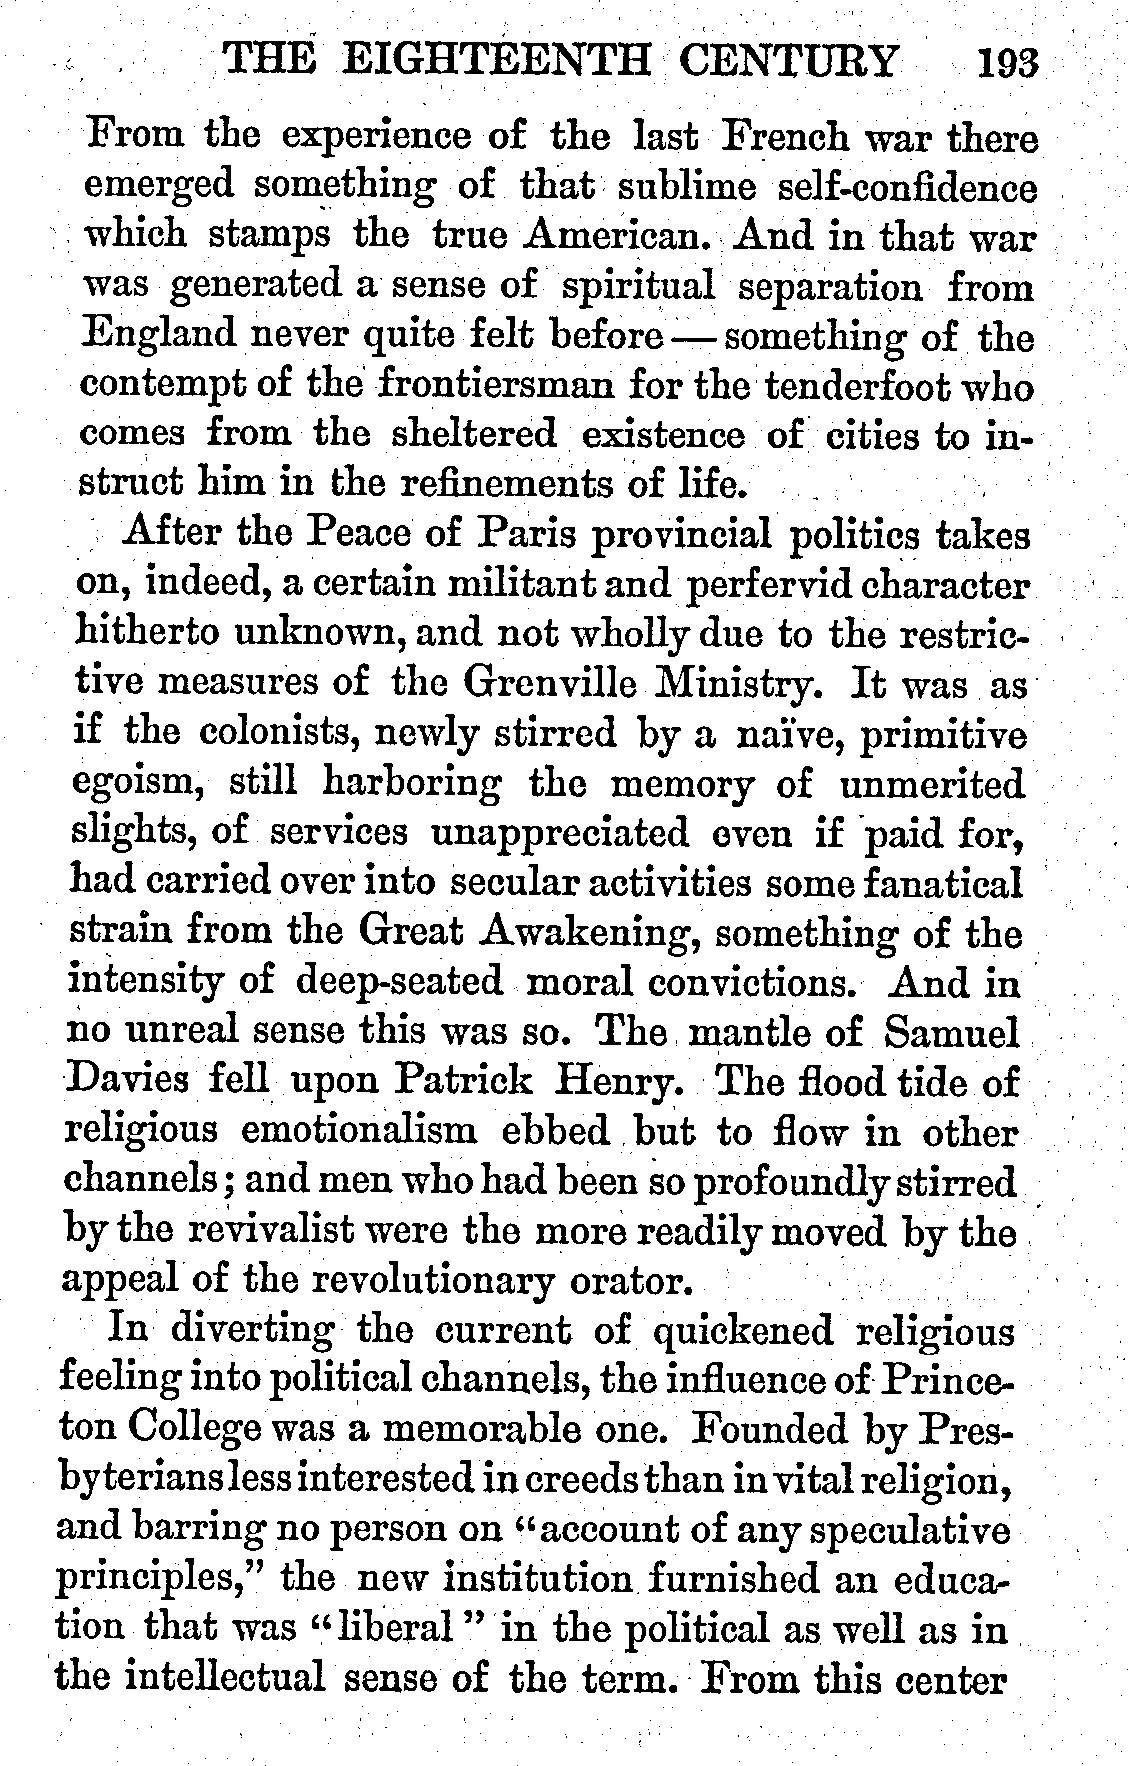 THE EIGHTEENTH CENTURY 193
From the experience of the last French war there
emerged something of that sublime self-confidence
which stamps the true American. And in that war
was generated a sense of spiritual separation from
England never quite felt before — something of the
contempt of the frontiersman for the tenderfoot who
comes from the sheltered existence of cities to in-
struct him in the refinements of life.
After the Peace of Paris provincial politics takes
on, indeed, a certain militant and perfervid character
hitherto unknown, and not wholly due to the restric-
tive measures of the Grenville Ministry. It was as
if the colonists, newly stirred by a naïve, primitive
egoism, still harboring the memory of unmerited
slights, of services unappreciated even if paid for,
had carried over into secular activities some fanatical
strain from the Great Awakening, something of the
intensity of deep-seated moral convictions. And in
no unreal sense this was so. The mantle of Samuel
Davies fell upon Patrick Henry. The flood tide of
religious emotionalism ebbed but to flow in other
channels; and men who had been so profoundly stirred
by the revivalist were the more readily moved by the
appeal of the revolutionary orator.
In diverting the current of quickened religious
feeling into political channels, the influence of Prince-
ton College was a memorable one. Founded by Pres-
byterians less interested in creeds than in vital religion,
and barring no person on "account of any speculative
principles," the new institution furnished an educa-
tion that was "liberal" in the political as well as in
the intellectual sense of the term. From this center